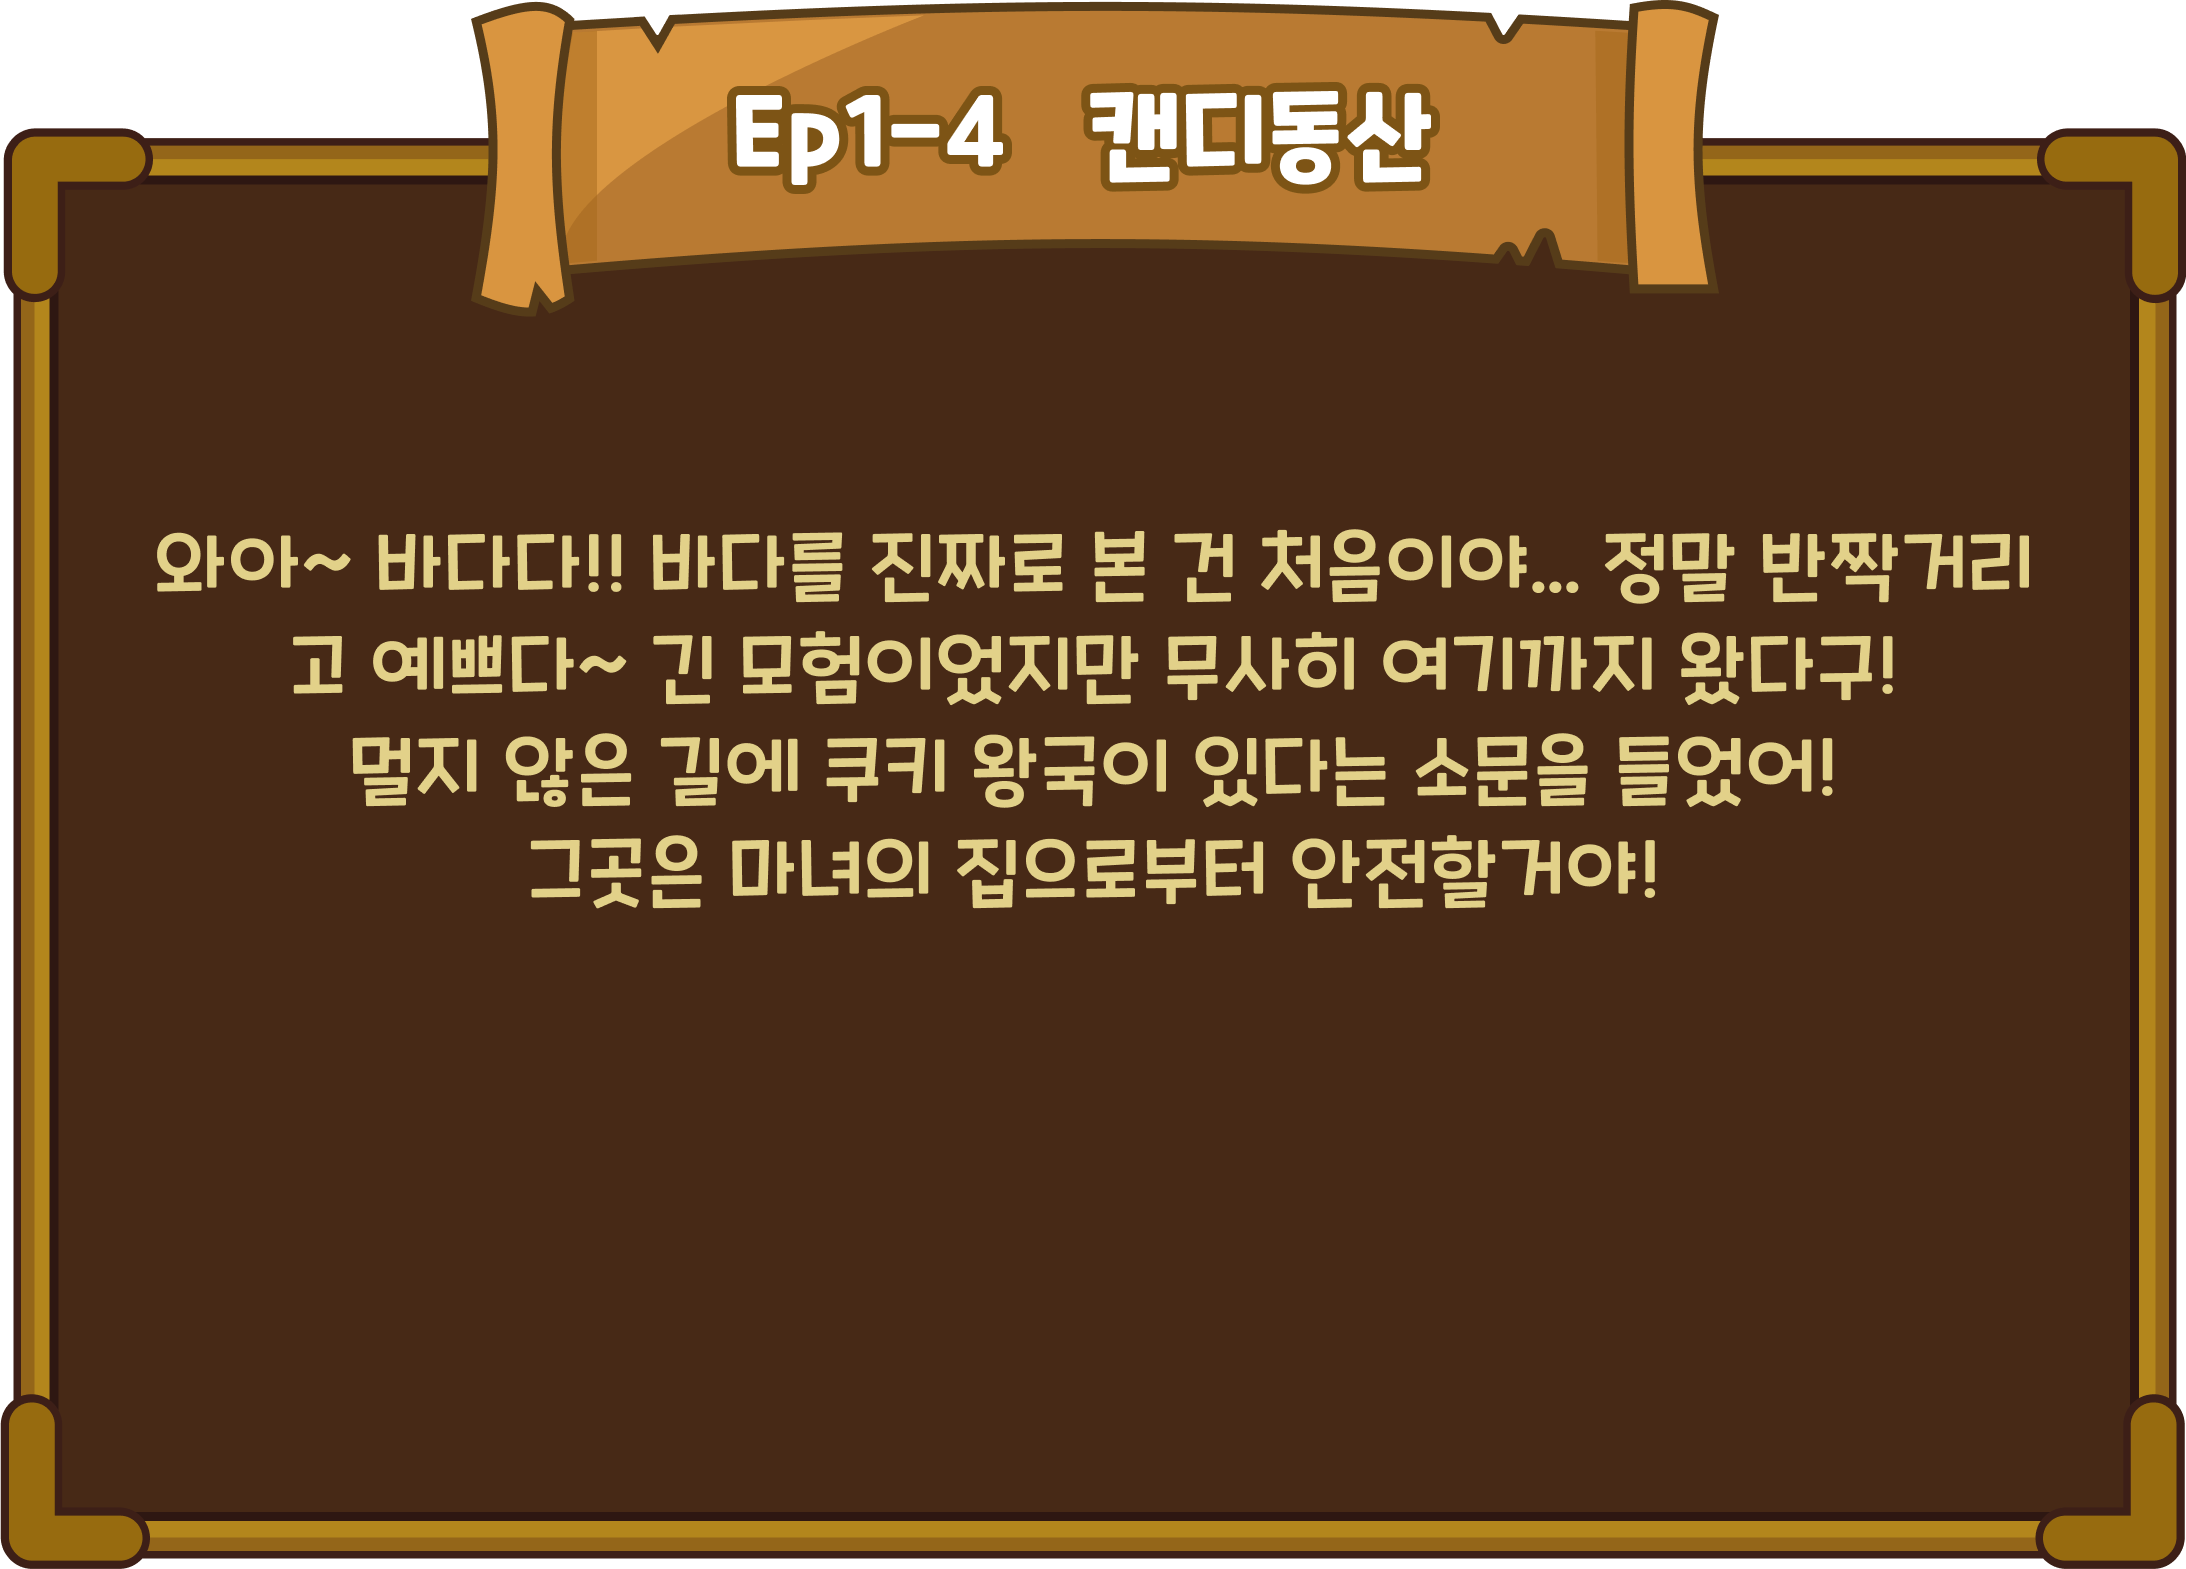 Ep1-4 캔디동산
와아~ 바다다!! 바다를 진짜로 본 건 처음이야... 정말 반짝거리
고 예쁘다~ 긴 모험이었지만 무사히 여기까지 왔다구!
멀지 않은 길에 쿠키 왕국이 있다는 소문을 들었어!
그곳은 마녀의 집으로부터 안전할거야!